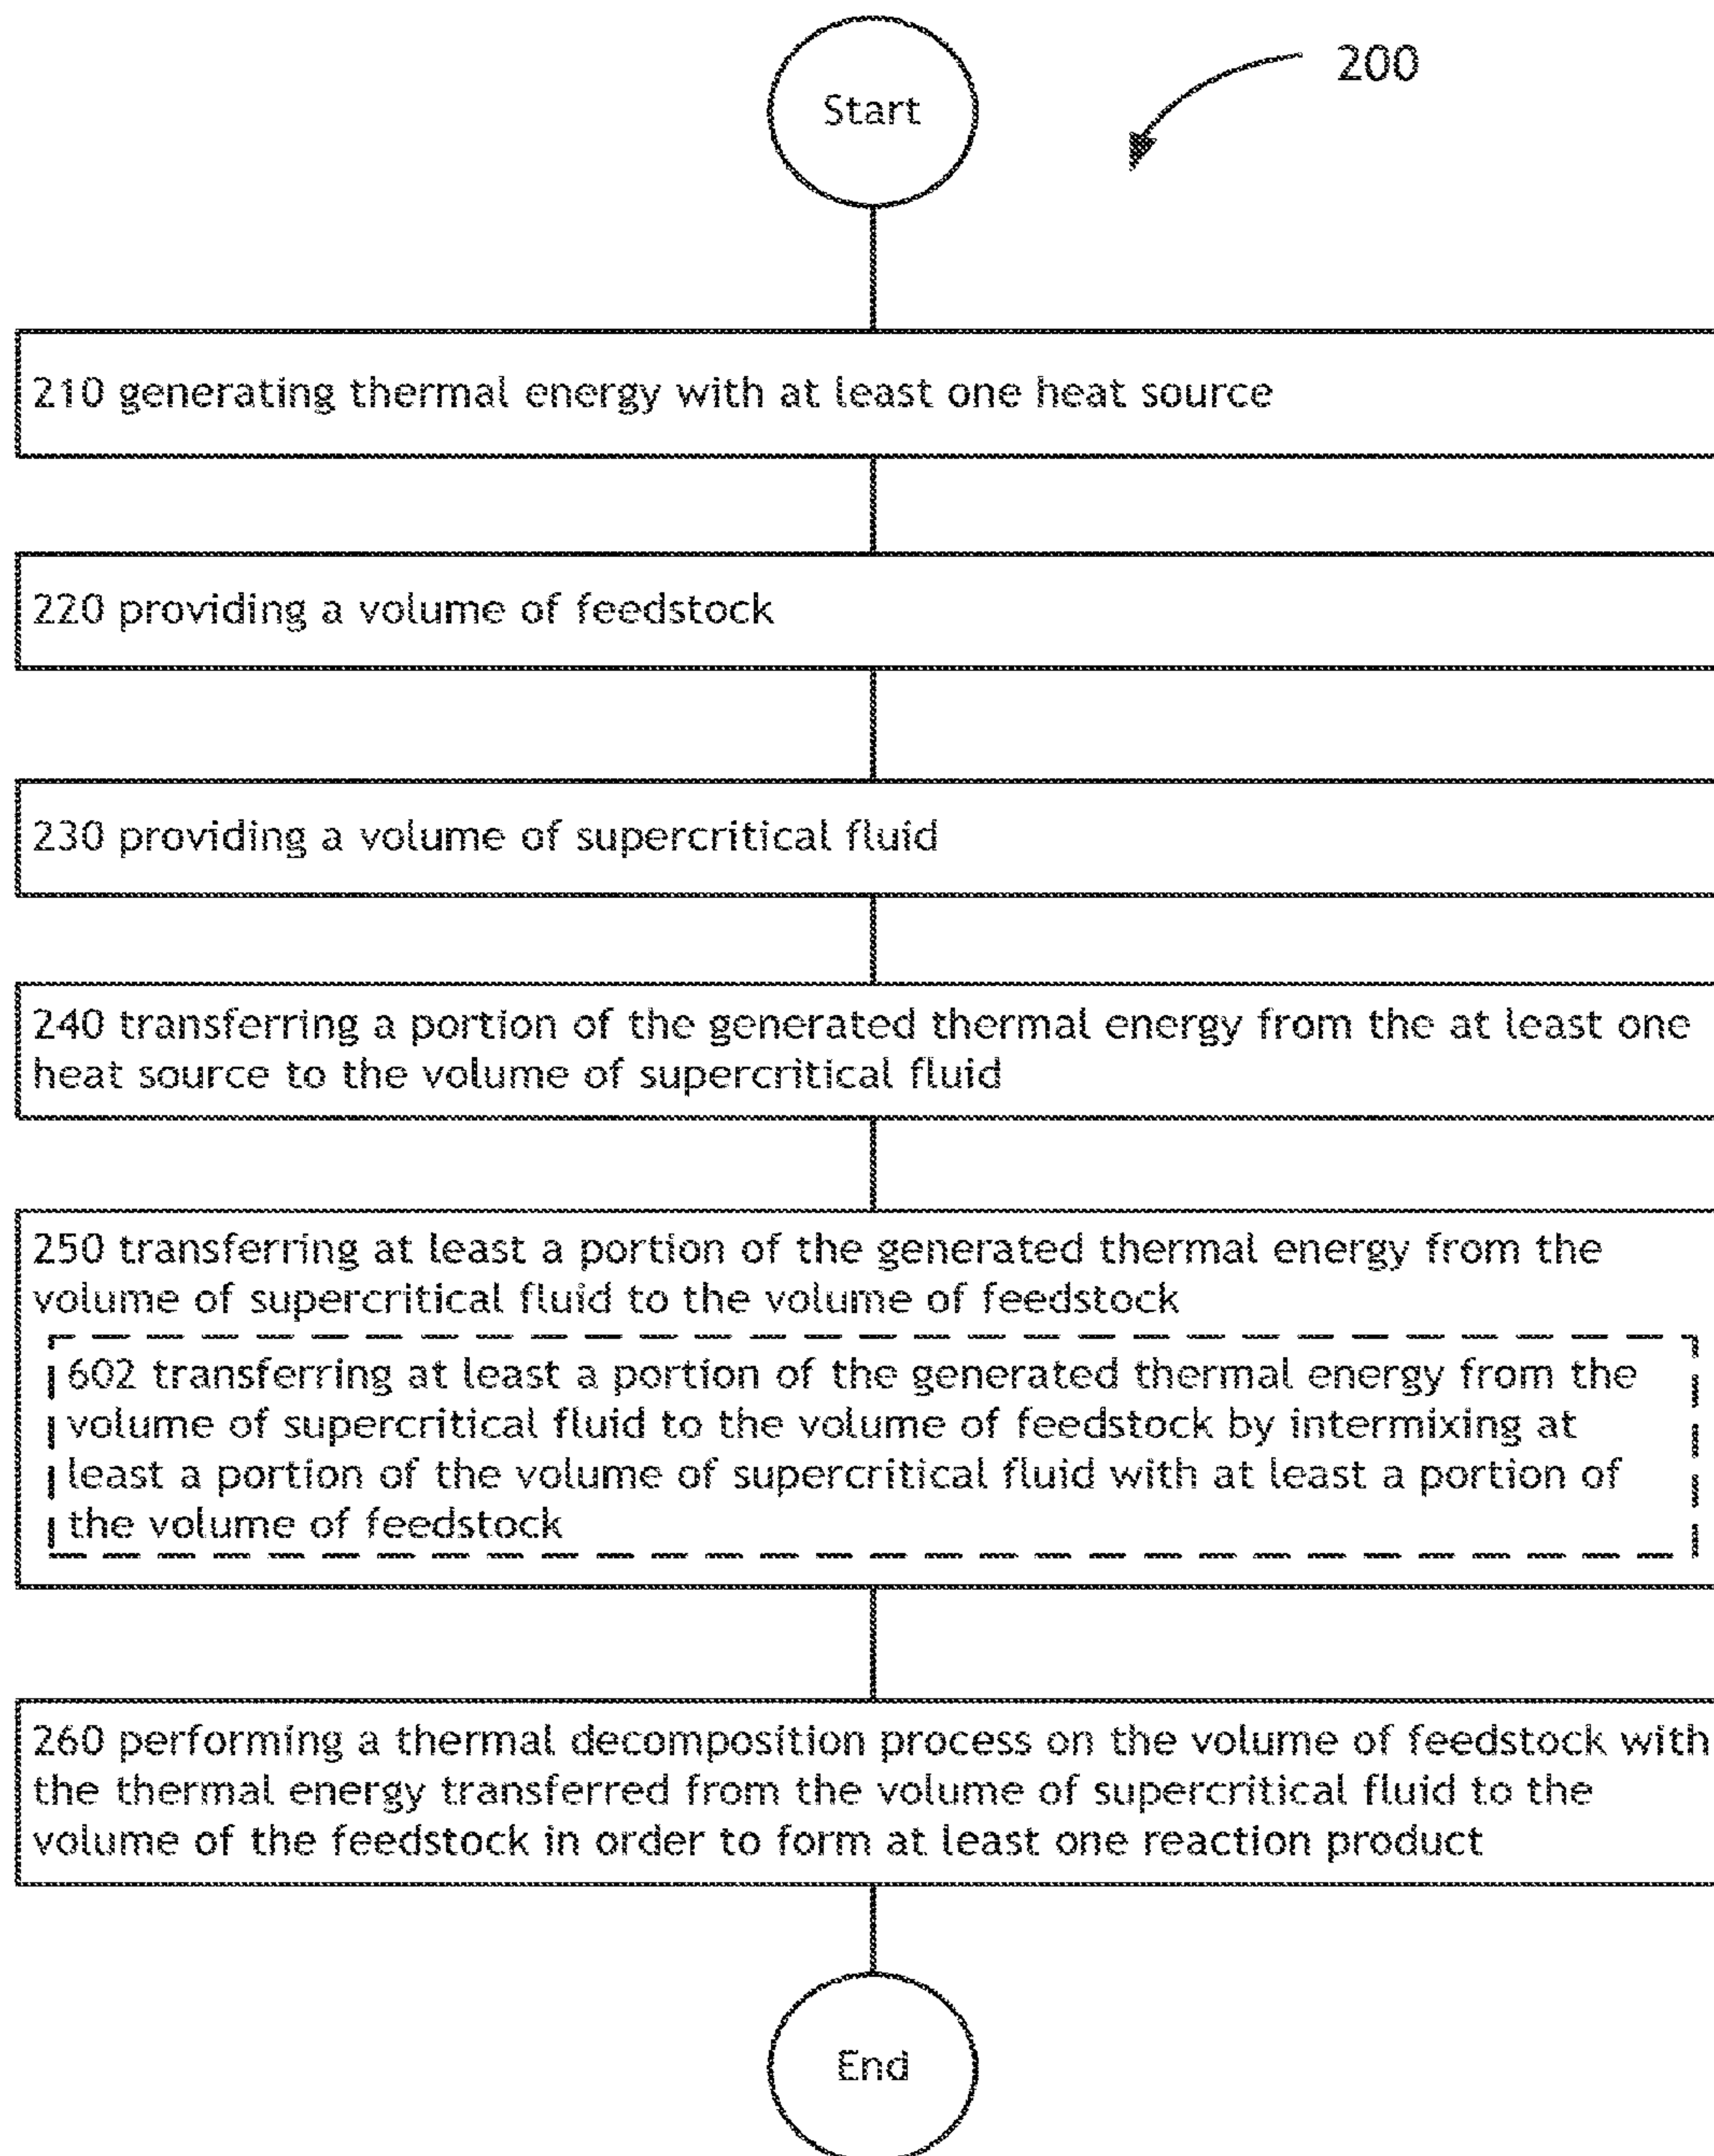 Start
200
210 generating thermal energy with at least one heat source
220 providing a volume of feedstock
230 providing a volume of supercritical fluid
240 transferring a portion of the generated thermal energy from the at least one
heat source to the volume of supercritical fluid
250 transferring at least a portion of the generated thermal energy from the
volume of supercritical fluid to the volume of feedstock
602 transferring at least a portion of the generated thermal energy from the
volume of supercritical fluid to the volume of feedstock by intermixing at
least a portion of the volume of supercritical fluid with at least a portion of
the volume of feedstock
260 performing a thermal decomposition process on the volume of feedstock with
the thermal energy transferred from the volume of supercritical fluid to the
volume of the feedstock in order to form at least one reaction product
End